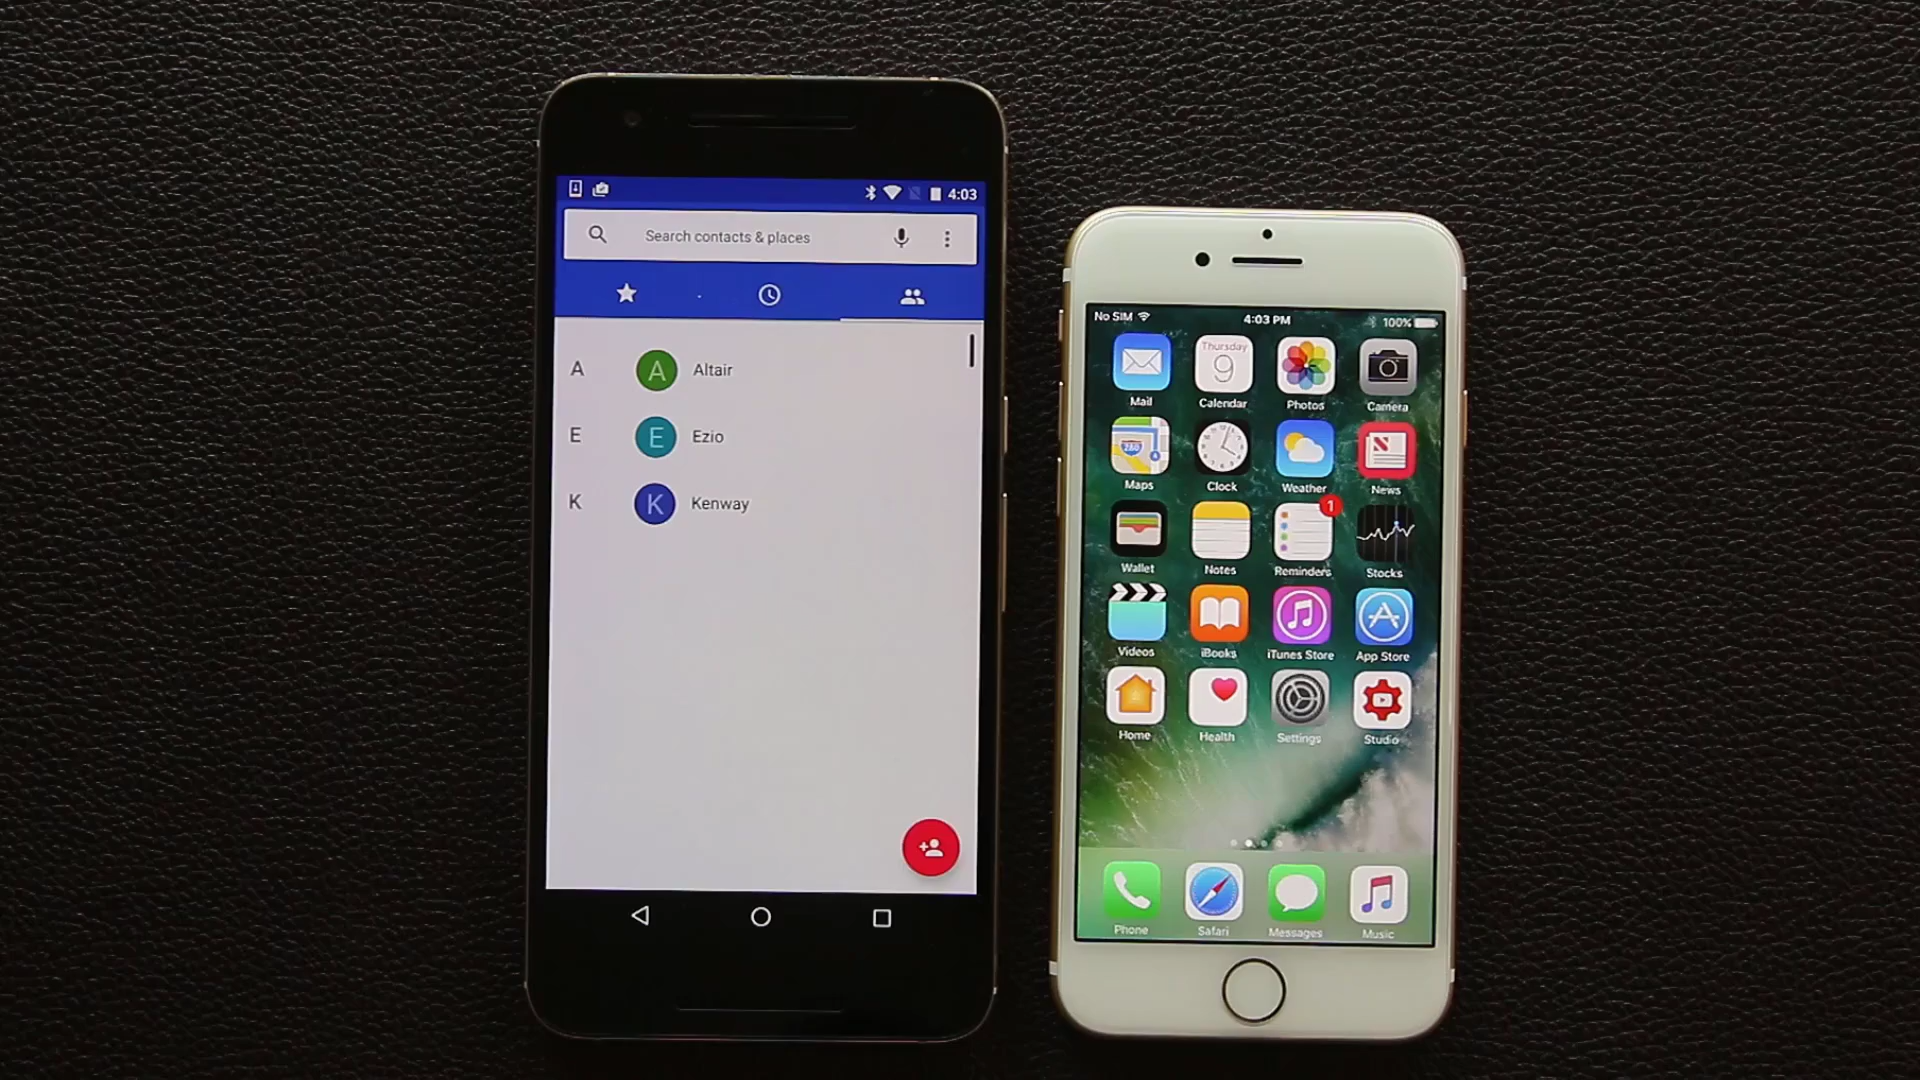 4:03
Search contacts & places
A A Altair
E E Ezio
K K Kenway
No SIM 4:03 PM 100%
Thursday
9
Mail Calendar Photos Camera
280
Maps Clock Weather News
1
Wallet Notes Reminders Stocks
Videos iBooks iTunes Store App Store
Home Health Settings Studio
Phone Safari Messages Music